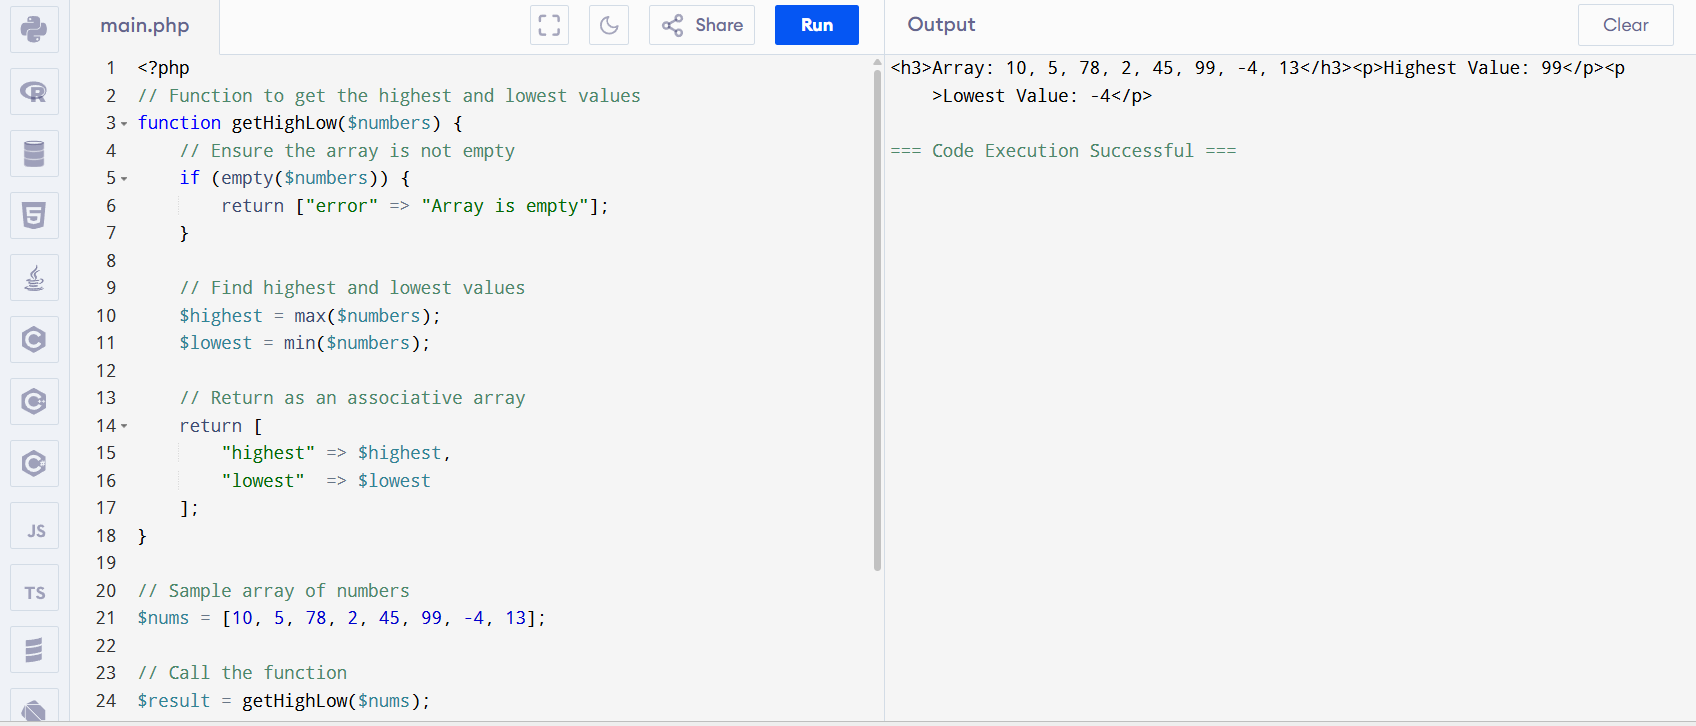 main.php
Share
Run
Output
Clear
1 <?php
2 // Function to get the highest and lowest values
3 function getHighLow($numbers) {
4     // Ensure the array is not empty
5     if (empty($numbers)) {
6         return ["error" => "Array is empty"];
7     }
8
9     // Find highest and lowest values
10     $highest = max($numbers);
11     $lowest = min($numbers);
12
13     // Return as an associative array
14     return [
15         "highest" => $highest,
16         "lowest"  => $lowest
17     ];
18 }
19
20 // Sample array of numbers
21 $nums = [10, 5, 78, 2, 45, 99, -4, 13];
22
23 // Call the function
24 $result = getHighLow($nums);
<h3>Array: 10, 5, 78, 2, 45, 99, -4, 13</h3><p>Highest Value: 99</p><p
    >Lowest Value: -4</p>
=== Code Execution Successful ===
R
5
C
C
C
JS
TS